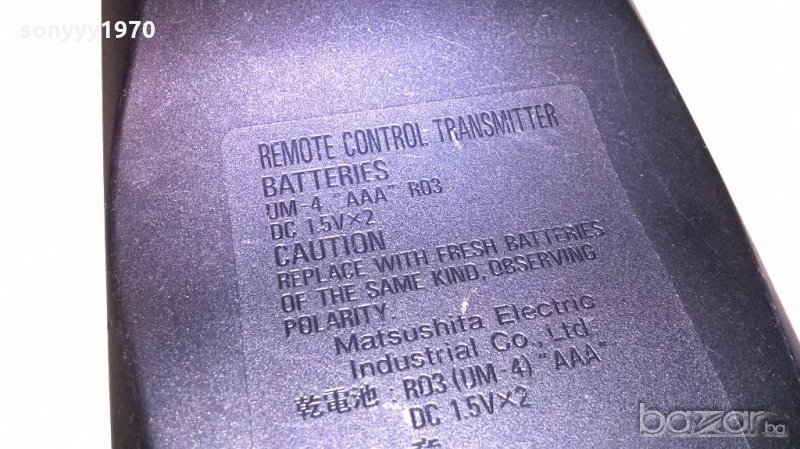 sonyyy1970
REMOTE CONTROL TRANSMITTER
BATTERIES
UM-4 "AAA" R03
DC 1.5V×2
CAUTION
REPLACE WITH FRESH BATTERIES
OF THE SAME KIND, OBSERVING
POLARITY.
Matsushita Electric
Industrial Co., Ltd.
乾電池 : R03 (UM-4) "AAA"
DC 1.5V×2
bazar.bg